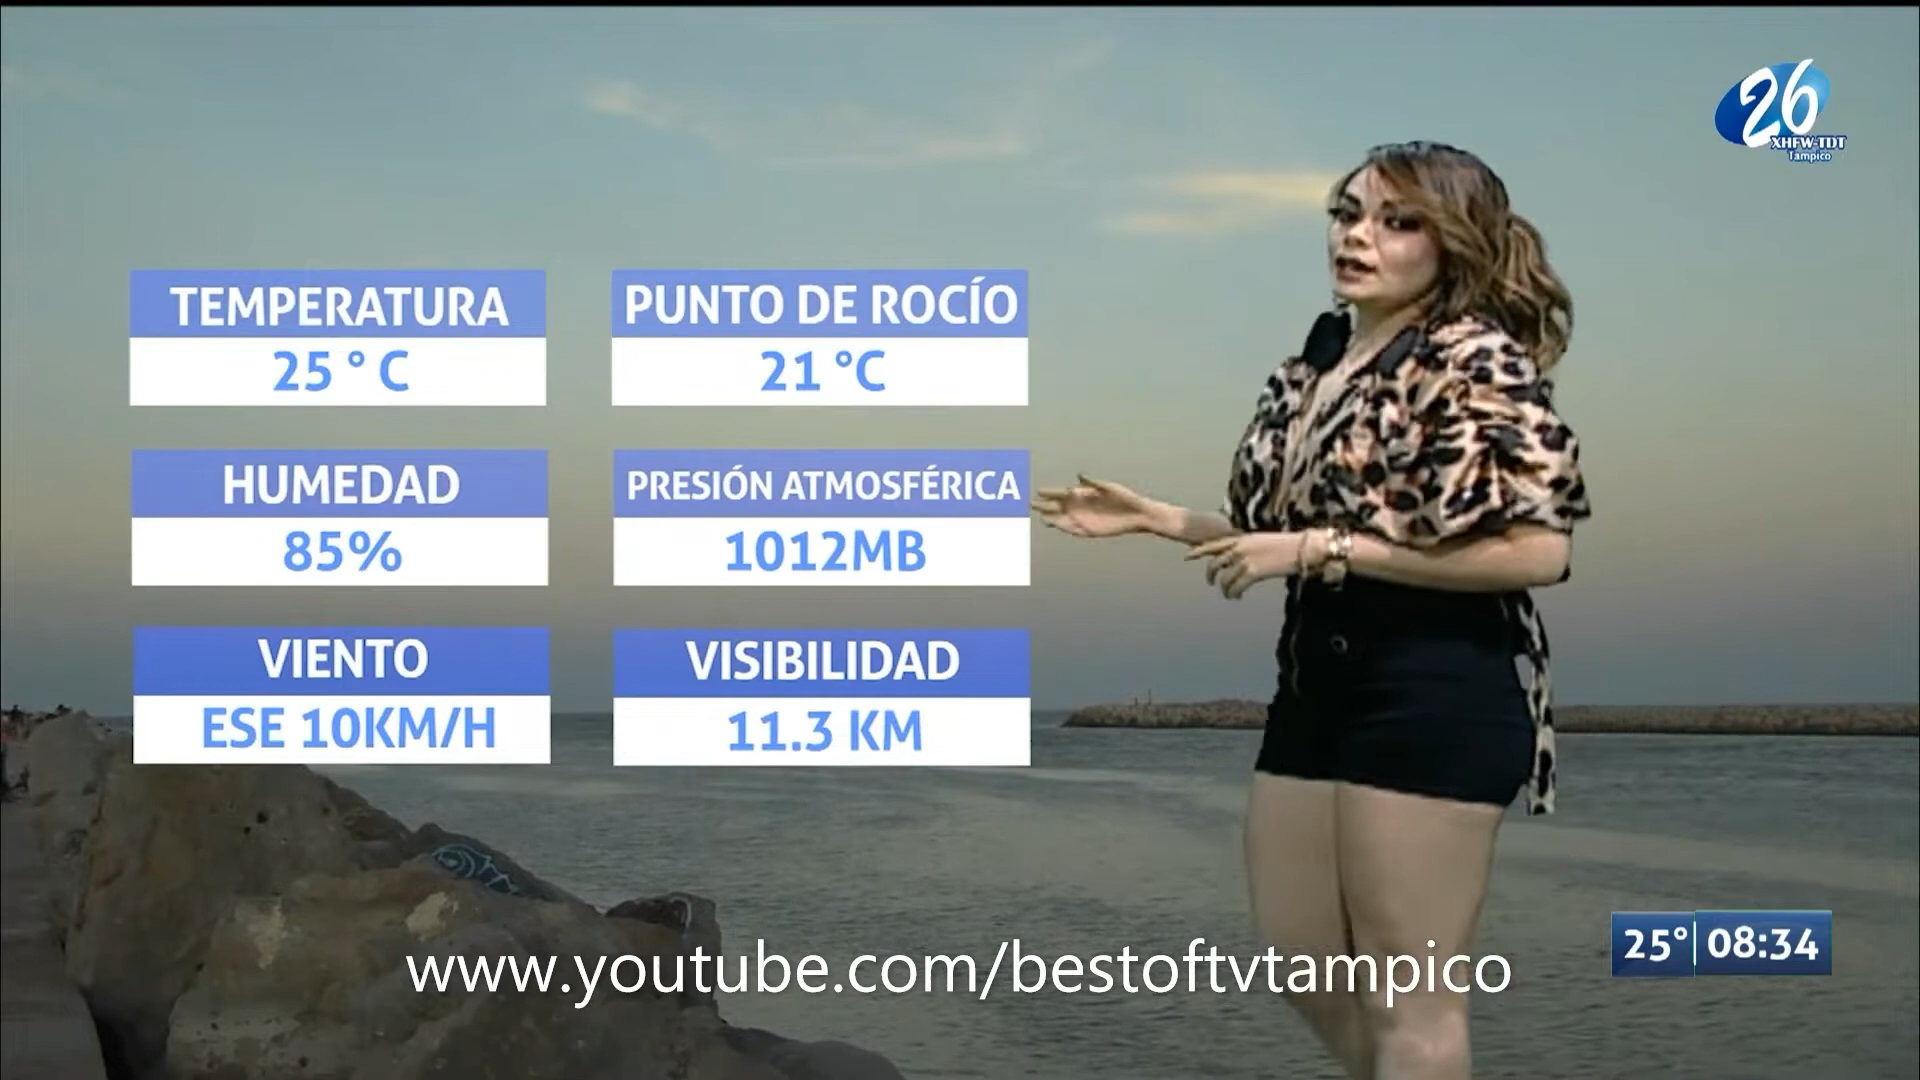 26
XHFW-TDT
Tampico
TEMPERATURA
25 ° C
PUNTO DE ROCÍO
21 °C
HUMEDAD
85%
PRESIÓN ATMOSFÉRICA
1012MB
VIENTO
ESE 10KM/H
VISIBILIDAD
11.3 KM
25° 08:34
www.youtube.com/bestoftvtampico